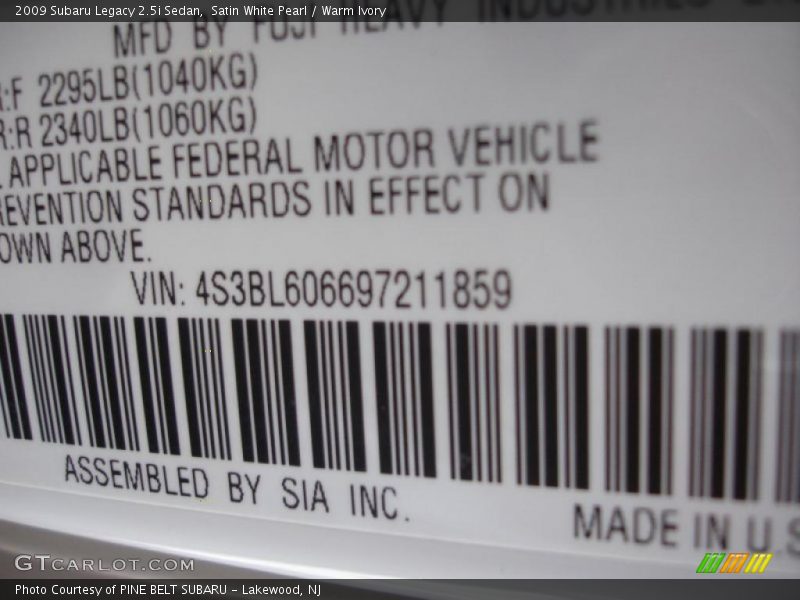 2009 Subaru Legacy 2.5i Sedan, Satin White Pearl / Warm Ivory
MFD BY FUJI HEAVY INDUSTRIES
:F 2295LB(1040KG)
R:R 2340LB(1060KG)
APPLICABLE FEDERAL MOTOR VEHICLE
EVENTION STANDARDS IN EFFECT ON
OWN ABOVE.
VIN: 4S3BL606697211859
ASSEMBLED BY SIA INC.
MADE IN U.S
GTCARLOT.COM
Photo Courtesy of PINE BELT SUBARU - Lakewood, NJ